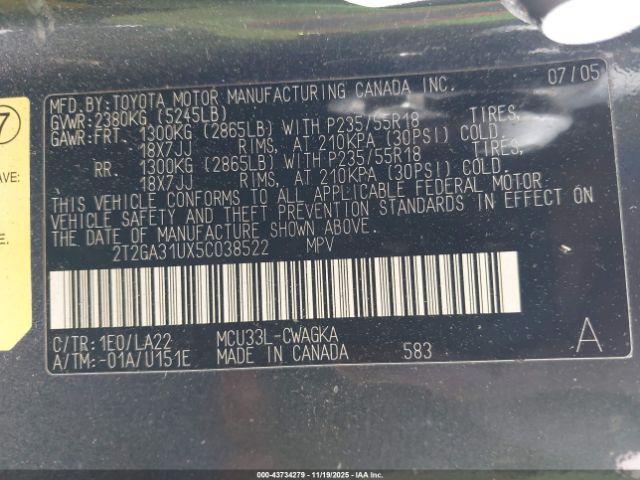 7
AVE:
MFD. BY: TOYOTA MOTOR MANUFACTURING CANADA INC. 07/05
GVWR: 2380KG (5245LB)
GAWR: FRT. 1300KG (2865LB) WITH P235/55R18 TIRES,
18X7JJ RIMS, AT 210KPA (30PSI) COLD.
RR. 1300KG (2865LB) WITH P235/55R18 TIRES,
18X7JJ RIMS, AT 210KPA (30PSI) COLD.
THIS VEHICLE CONFORMS TO ALL APPLICABLE FEDERAL MOTOR
VEHICLE SAFETY AND THEFT PREVENTION STANDARDS IN EFFECT ON
THE DATE OF MANUFACTURE SHOWN ABOVE.
2T2GA31UX5C038522 MPV
C/TR: 1E0/LA22 MCU33L-CWAGKA
A/TM: -01A/U151E MADE IN CANADA 583 A
000-43734279 - 11/19/2025 - IAA Inc.